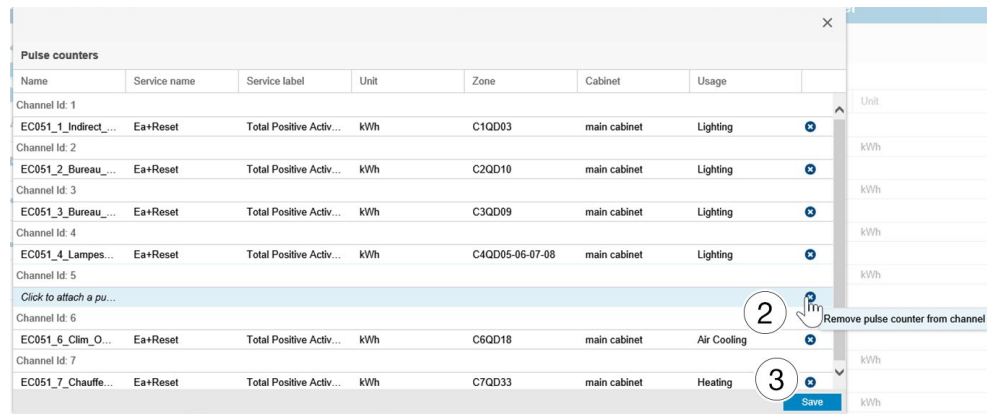 Pulse counters
Name Service name Service label Unit Zone Cabinet Usage
Channel Id: 1
Unit
EC051_1_Indirect_... Ea+Reset Total Positive Activ... kWh C1QD03 main cabinet Lighting
Channel Id: 2
kWh
EC051_2_Bureau_... Ea+Reset Total Positive Activ... kWh C2QD10 main cabinet Lighting
Channel Id: 3
kWh
EC051_3_Bureau_... Ea+Reset Total Positive Activ... kWh C3QD09 main cabinet Lighting
Channel Id: 4
kWh
EC051_4_Lampes... Ea+Reset Total Positive Activ... kWh C4QD05-06-07-08 main cabinet Lighting
Channel Id: 5
kWh
Click to attach a pu...
Channel Id: 6
2
Remove pulse counter from channel
EC051_6_Clim_O... Ea+Reset Total Positive Activ... kWh C6QD18 main cabinet Air Cooling
Channel Id: 7
kWh
EC051_7_Chauffe... Ea+Reset Total Positive Activ... kWh C7QD33 main cabinet Heating
3
Save
kWh